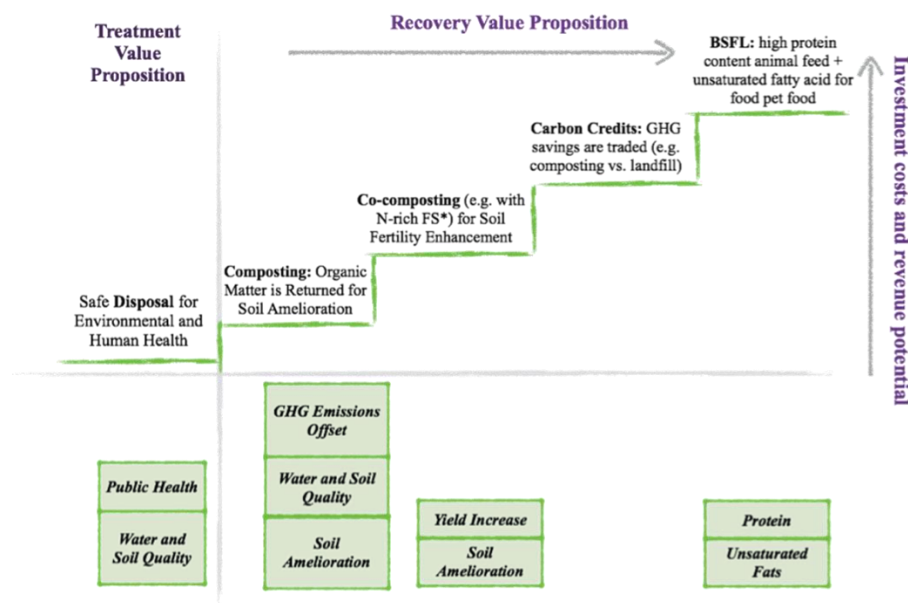 Treatment
Value
Proposition
Recovery Value Proposition
BSFL: high protein
content animal feed +
unsaturated fatty acid for
food pet food
Carbon Credits: GHG
savings are traded (e.g.
composting vs. landfill)
Co-composting (e.g. with
N-rich FS*) for Soil
Fertility Enhancement
Composting: Organic
Matter is Returned for
Soil Amelioration
Safe Disposal for
Environmental and
Human Health
Investment costs and revenue potential
Public Health
Water and
Soil Quality
GHG Emissions
Offset
Water and Soil
Quality
Soil
Amelioration
Yield Increase
Soil
Amelioration
Protein
Unsaturated
Fats